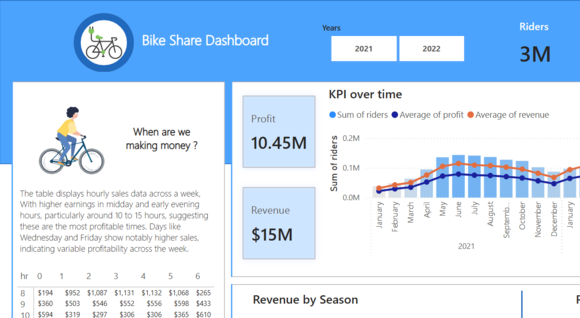 Bike Share Dashboard
Years
2021
2022
Riders
3M
When are we
making money ?
The table displays hourly sales data across a week,
With higher earnings in midday and early evening
hours, particularly around 10 to 15 hours, suggesting
these are the most profitable times. Days like
Wednesday and Friday show notably higher sales,
indicating variable profitability across the week.
hr 0 1 2 3 4 5 6
8 $194 $952 $1,087 $1,131 $1,132 $1,068 $265
9 $360 $503 $546 $552 $556 $598 $433
10 $594 $319 $297 $306 $306 $365 $610
Profit
10.45M
Revenue
$15M
KPI over time
Sum of riders Average of profit Average of revenue
Sum of riders
0.2M
0.1M
0.0M
January
February
March
April
May
June
July
August
Septemb...
October
November
December
January
2021
Revenue by Season